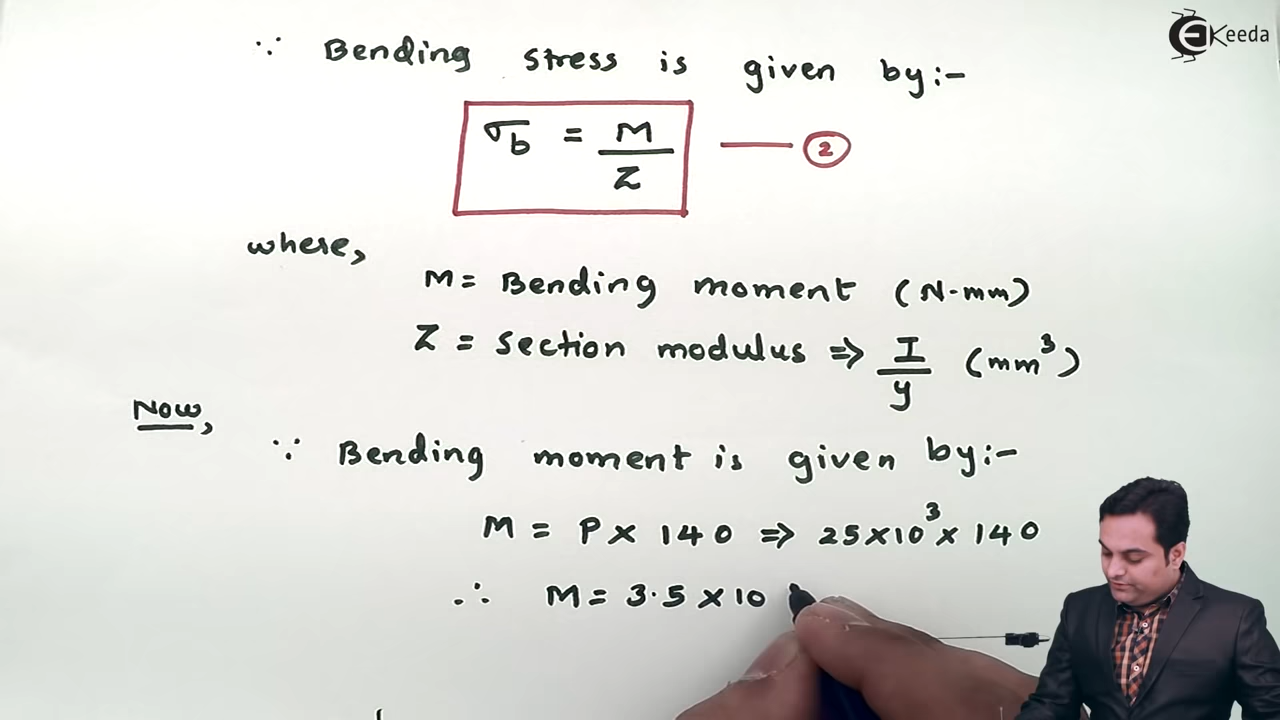 Ekeeda
∵ Bending stress is given by:-
σb = M/Z —— 2
where,
M = Bending moment (N-mm)
Z = section modulus ⇒ I/y (mm³)
Now,
∵ Bending moment is given by:-
M = P × 140 ⇒ 25×10³ × 140
∴ M = 3.5 × 10